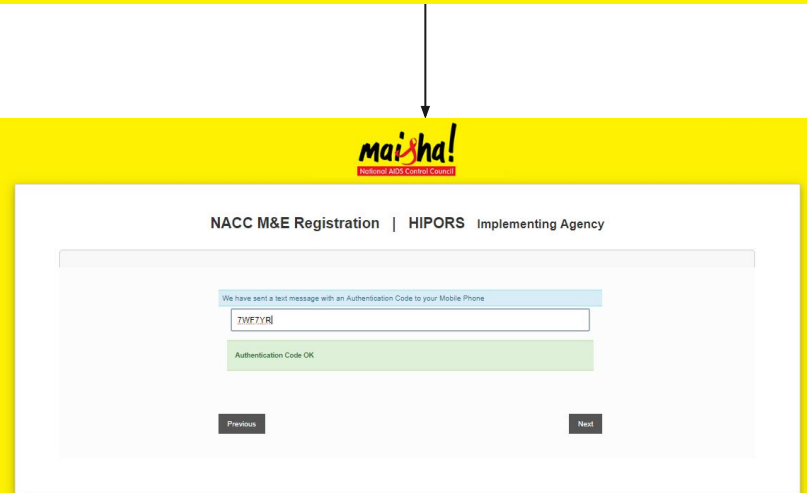 maisha!
National AIDS Control Council
NACC M&E Registration | HIPORS Implementing Agency
We have sent a text message with an Authentication Code to your Mobile Phone
7WF7YR
Authentication Code OK
Previous Next